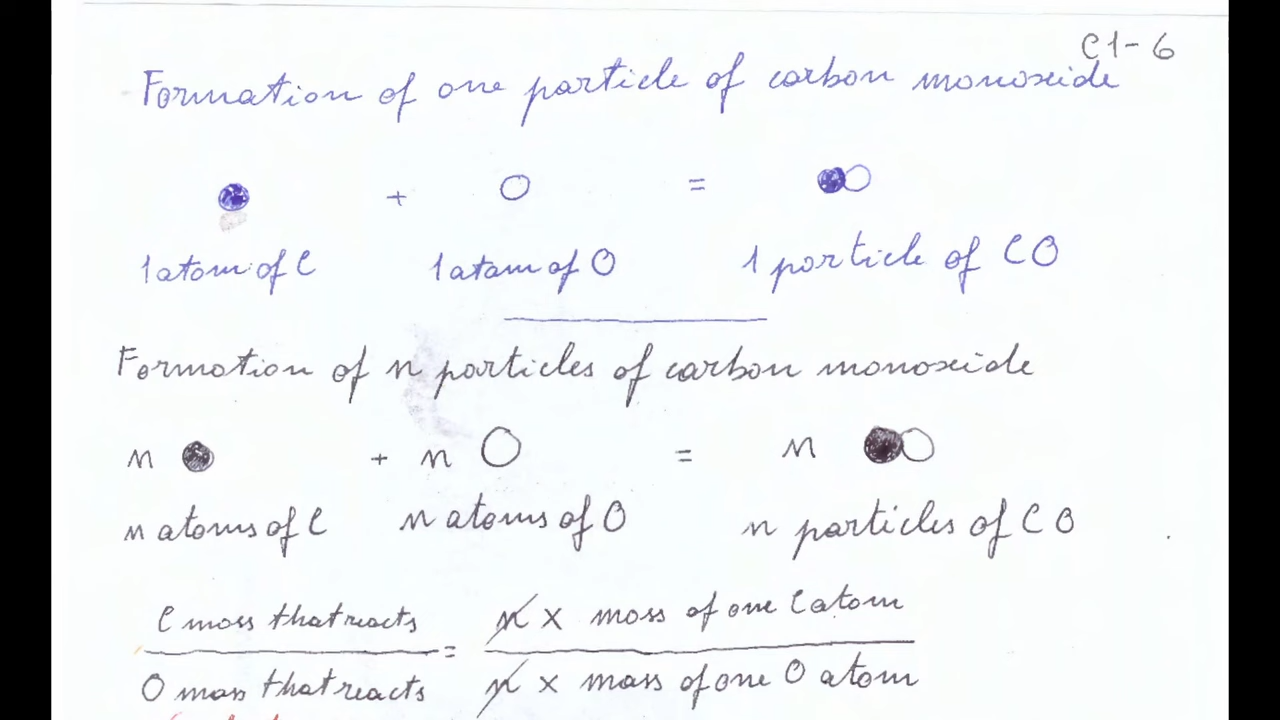 C1-6
Formation of one particle of carbon monoxide
+ =
1 atom of C 1 atom of O 1 particle of CO
Formation of n particles of carbon monoxide
n + n = n
n atoms of C n atoms of O n particles of CO
C mass that reacts = n x mass of one C atom
O mass that reacts n x mass of one O atom